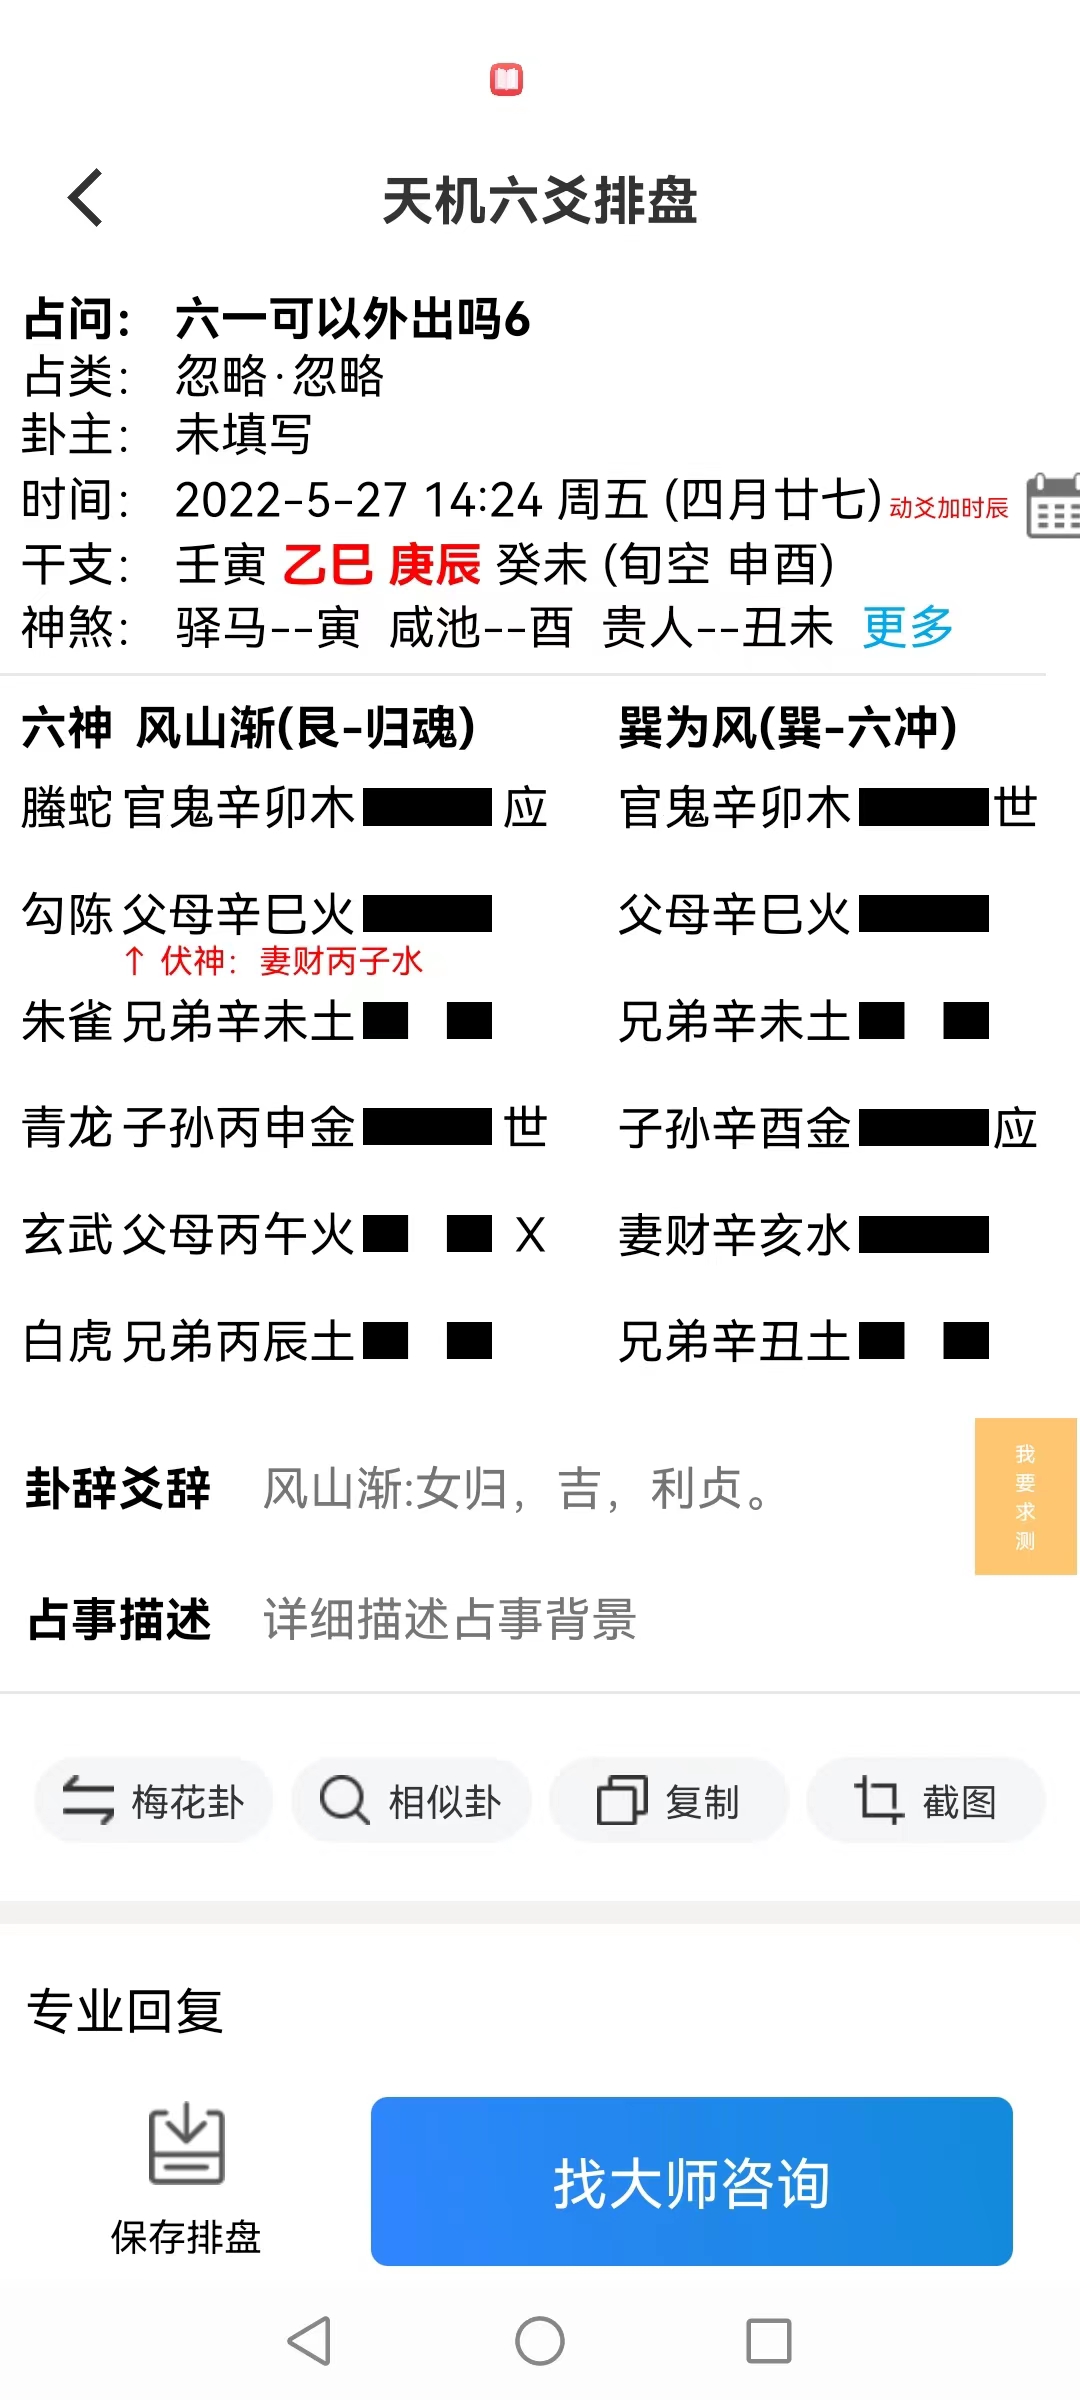 天机六爻排盘
占问： 六一可以外出吗6
占类： 忽略·忽略
卦主： 未填写
时间： 2022-5-27 14:24 周五 (四月廿七) 动爻加时辰
干支： 壬寅 乙巳 庚辰 癸未 (旬空 申酉)
神煞： 驿马--寅 咸池--酉 贵人--丑未 更多
六神 风山渐(艮-归魂) 巽为风(巽-六冲)
螣蛇 官鬼辛卯木 应 官鬼辛卯木 世
勾陈 父母辛巳火 父母辛巳火
↑ 伏神：妻财丙子水
朱雀 兄弟辛未土 兄弟辛未土
青龙 子孙丙申金 世 子孙辛酉金 应
玄武 父母丙午火 X 妻财辛亥水
白虎 兄弟丙辰土 兄弟辛丑土
卦辞爻辞 风山渐:女归，吉，利贞。
我要求测
占事描述 详细描述占事背景
梅花卦 相似卦 复制 截图
专业回复
保存排盘 找大师咨询